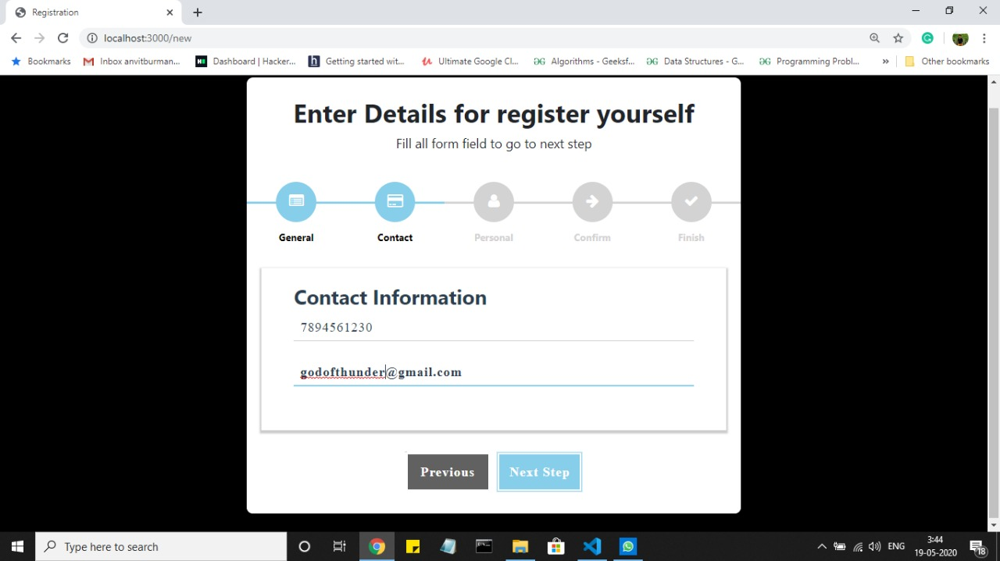 Registration
localhost:3000/new
Bookmarks Inbox anvitburman... Dashboard | Hacker... Getting started wit... Ultimate Google Cl... Algorithms - Geeksf... Data Structures - G... Programming Probl... » Other bookmarks
Enter Details for register yourself
Fill all form field to go to next step
General Contact Personal Confirm Finish
Contact Information
7894561230
godofthunder@gmail.com
Previous Next Step
Type here to search
ENG
3:44
19-05-2020
18